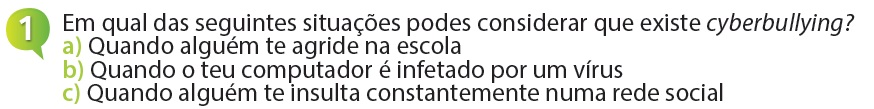 1 Em qual das seguintes situações podes considerar que existe cyberbullying?
a) Quando alguém te agride na escola
b) Quando o teu computador é infetado por um vírus
c) Quando alguém te insulta constantemente numa rede social